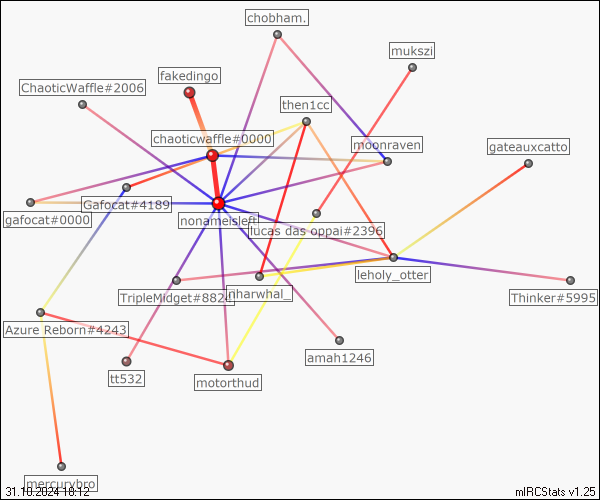 chobham.
mukszi
fakedingo
ChaoticWaffle#2006
then1cc
chaoticwaffle#0000
moonraven
gateauxcatto
Gafocat#4189
gafocat#0000
nonameisleft
lucas das oppai#2396
leholy_otter
TripleMidget#882
inharwhal_
Thinker#5995
Azure Reborn#4243
amah1246
tt532
motorthud
mercurybro
31.10.2024 18:12
mIRCStats v1.25